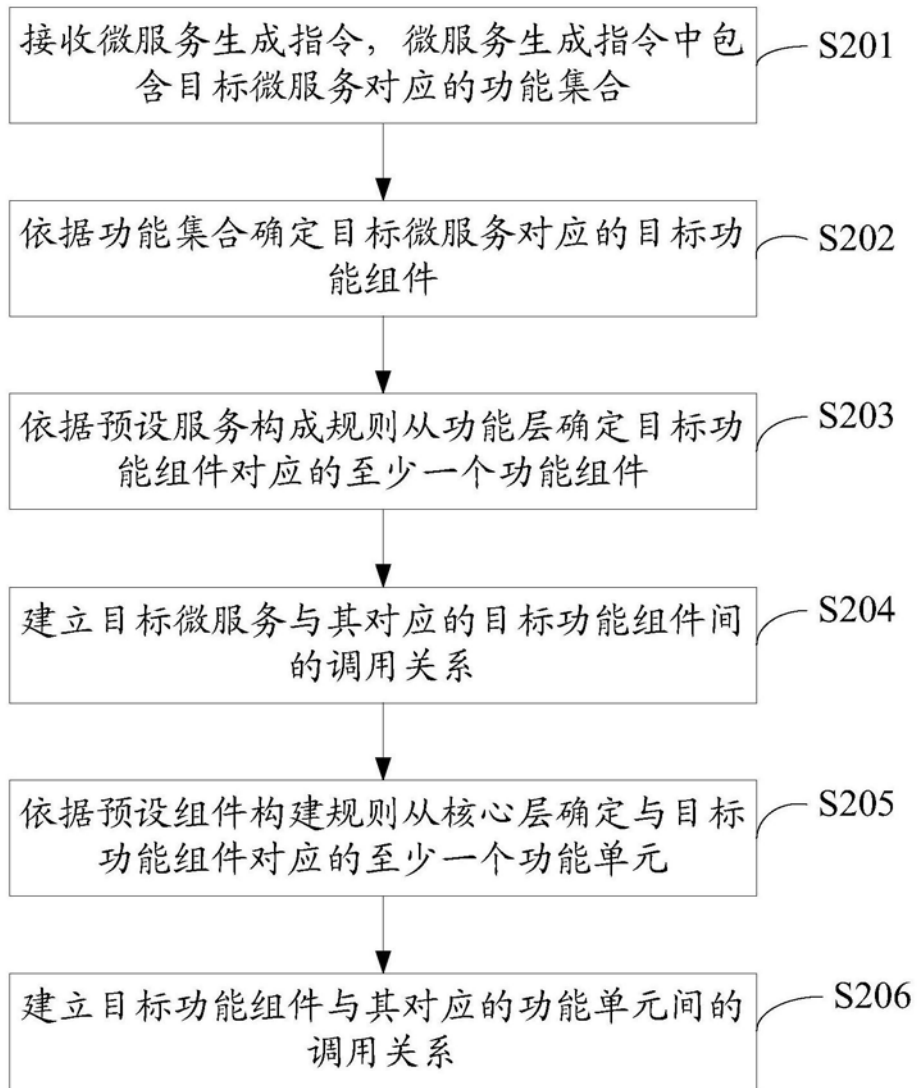 接收微服务生成指令，微服务生成指令中包
含目标微服务对应的功能集合
S201
依据功能集合确定目标微服务对应的目标功
能组件
S202
依据预设服务构成规则从功能层确定目标功
能组件对应的至少一个功能组件
S203
建立目标微服务与其对应的目标功能组件间
的调用关系
S204
依据预设组件构建规则从核心层确定与目标
功能组件对应的至少一个功能单元
S205
建立目标功能组件与其对应的功能单元间的
调用关系
S206